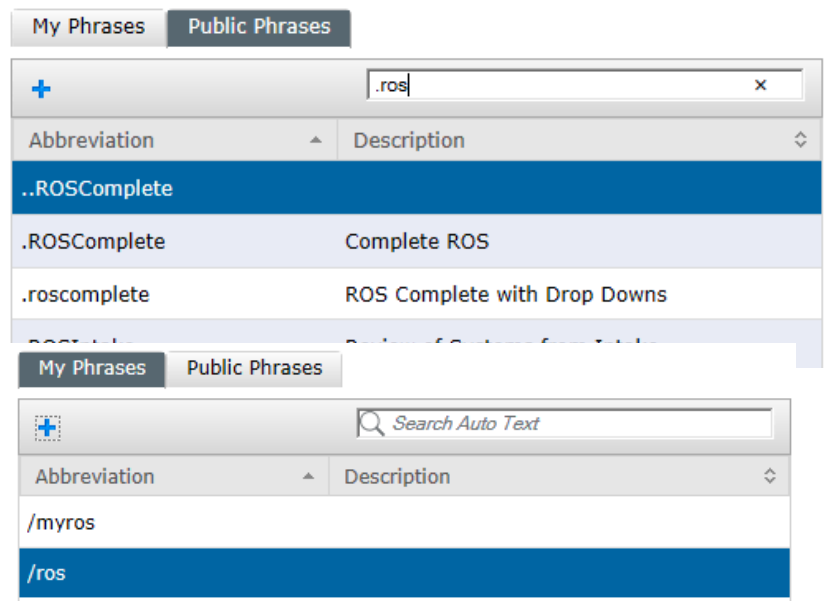 My Phrases Public Phrases
.ros
Abbreviation Description
..ROSComplete
.ROSComplete Complete ROS
.roscomplete ROS Complete with Drop Downs
My Phrases Public Phrases
Search Auto Text
Abbreviation Description
/myros
/ros